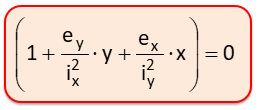 (1 + e_y/i_x^2 · y + e_x/i_y^2 · x) = 0